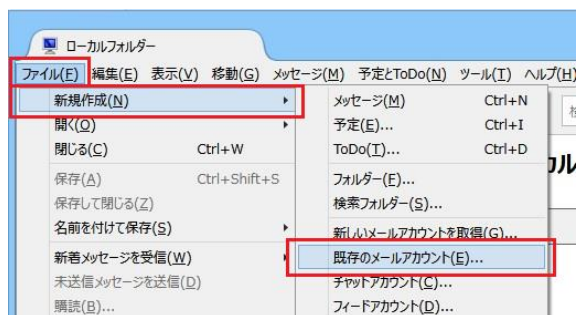 ローカルフォルダー
ファイル(F) 編集(E) 表示(V) 移動(G) メッセージ(M) 予定とToDo(N) ツール(T) ヘルプ(H)
新規作成(N)
開く(O)
閉じる(C) Ctrl+W
保存(A) Ctrl+Shift+S
保存して閉じる(Z)
名前を付けて保存(S)
新着メッセージを受信(W)
未送信メッセージを送信(D)
購読(B)...
メッセージ(M) Ctrl+N
予定(E)... Ctrl+I
ToDo(T)... Ctrl+D
フォルダー(F)...
検索フォルダー(S)...
新しいメールアカウントを取得(G)...
既存のメールアカウント(E)...
チャットアカウント(C)...
フィードアカウント(D)...
カル